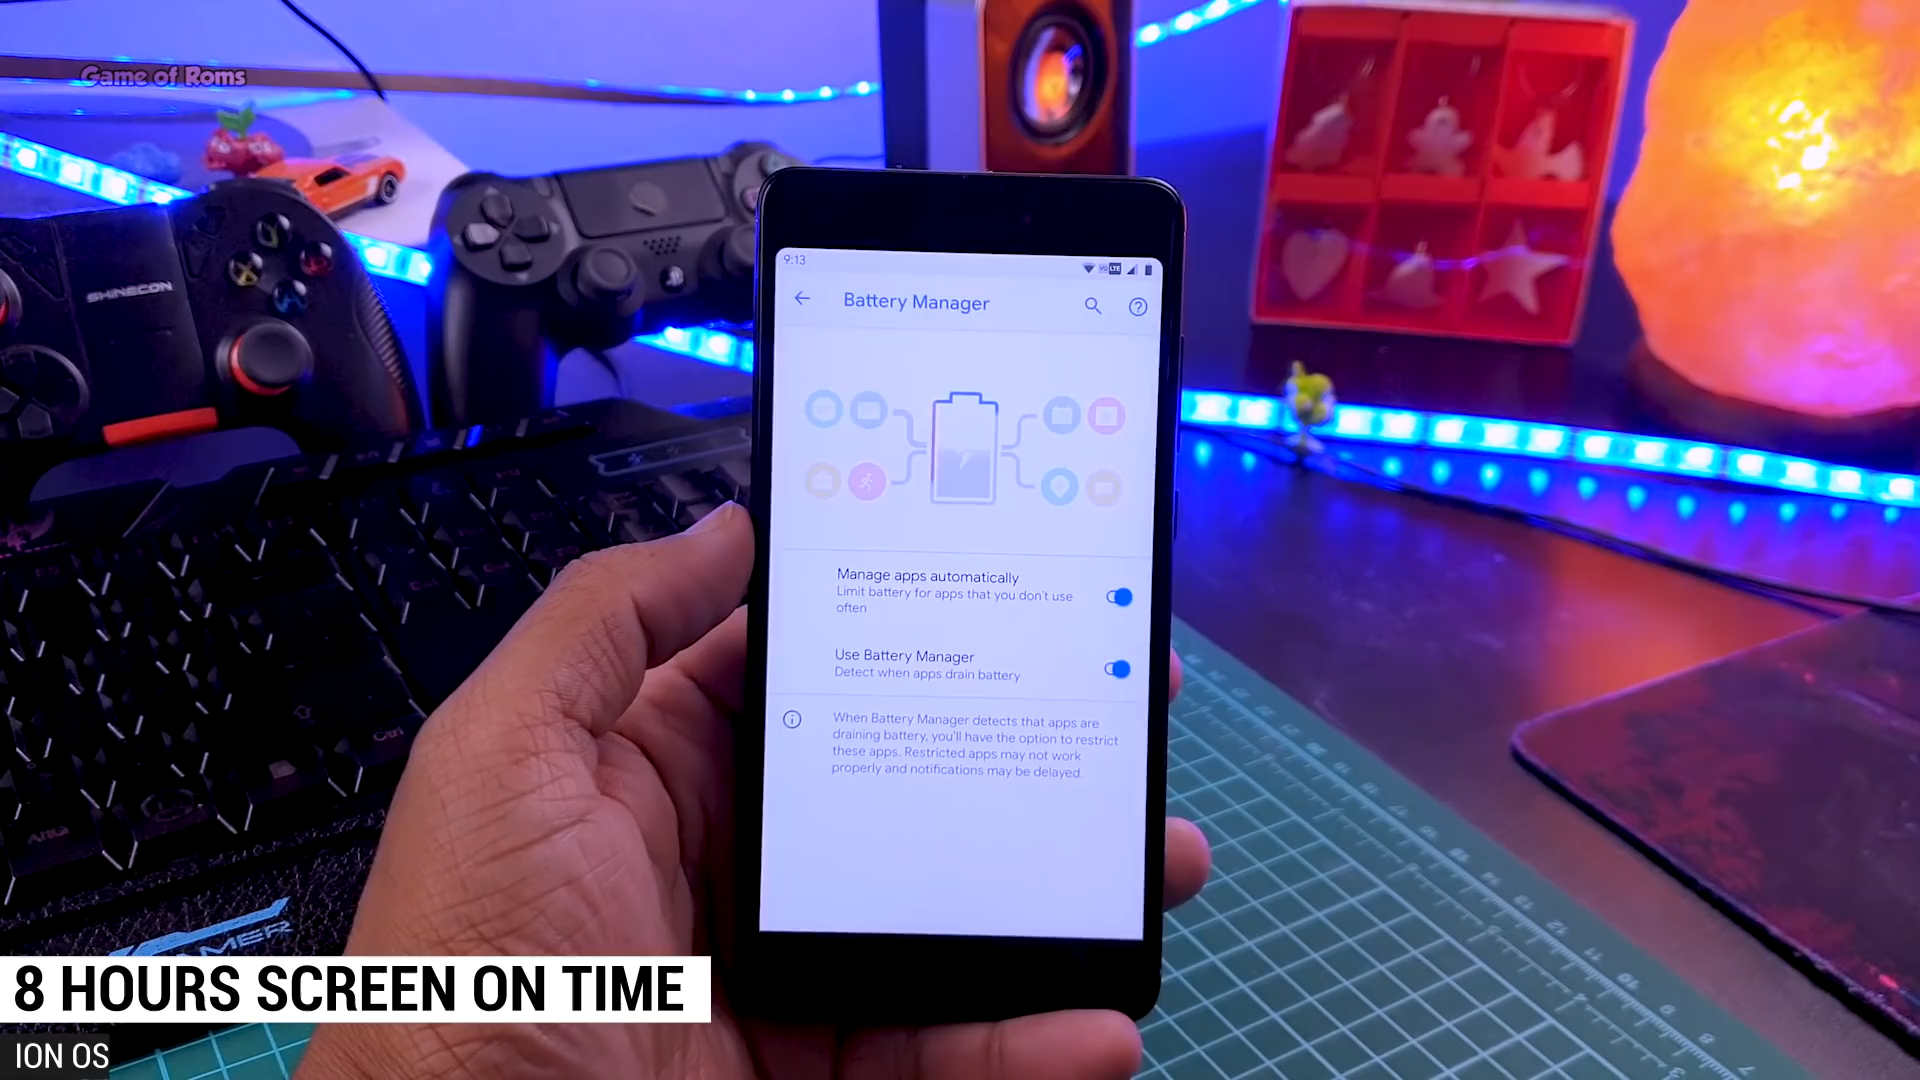 Game of Roms
SHINECON
9:13
LTE
Battery Manager
Manage apps automatically
Limit battery for apps that you don't use
often
Use Battery Manager
Detect when apps drain battery
When Battery Manager detects that apps are
draining battery, you'll have the option to restrict
these apps. Restricted apps may not work
properly and notifications may be delayed.
Ctrl
8 HOURS SCREEN ON TIME
ION OS